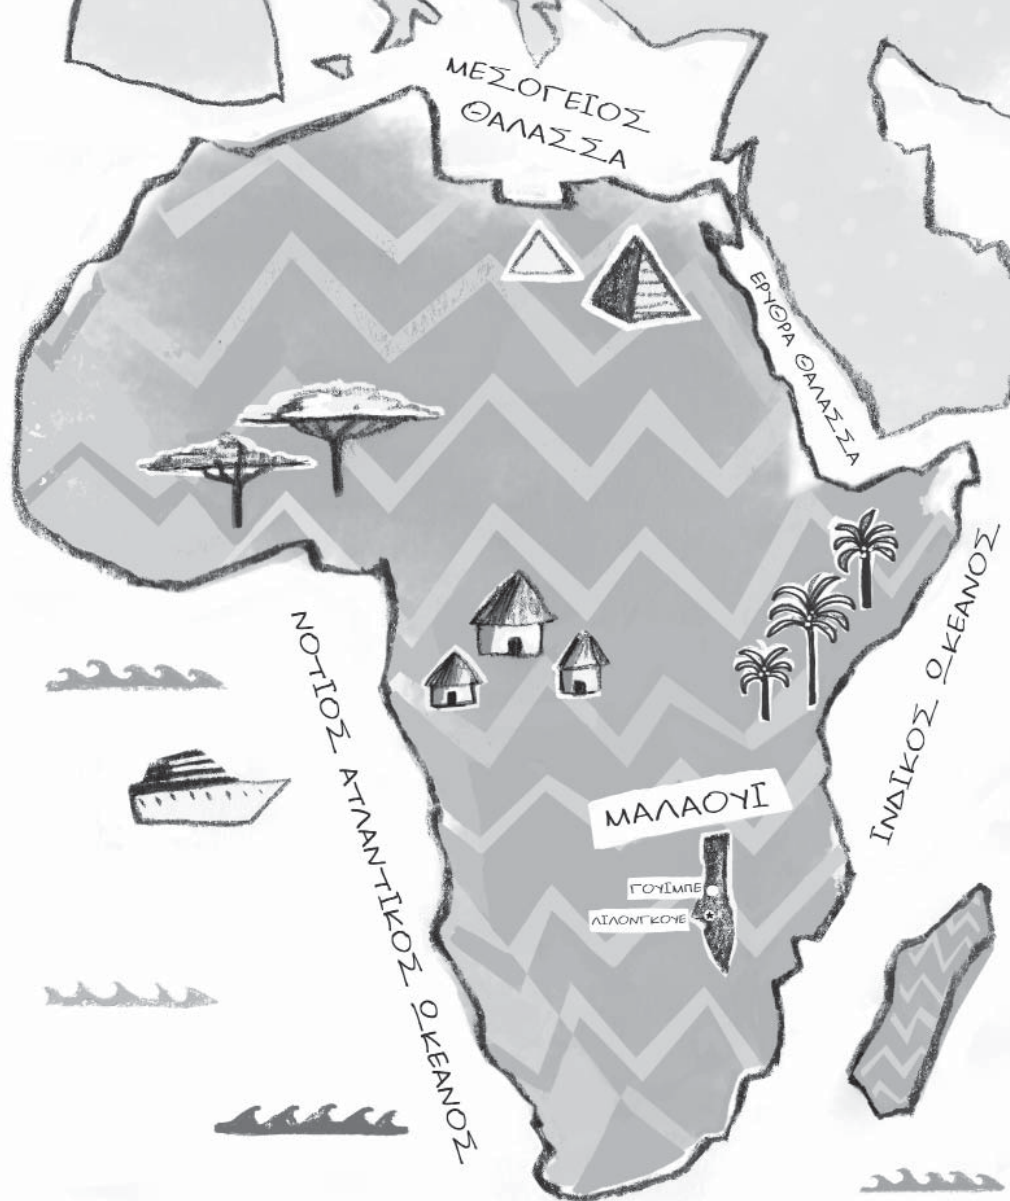 ΜΕΣΟΓΕΙΟΣ
ΘΑΛΑΣΣΑ
ΕΡΥΘΡΑ ΘΑΛΑΣΣΑ
ΝΟΤΙΟΣ ΑΤΛΑΝΤΙΚΟΣ ΩΚΕΑΝΟΣ
ΙΝΔΙΚΟΣ ΩΚΕΑΝΟΣ
ΜΑΛΑΟΥΙ
ΓΟΥΙΜΠΕ
ΛΙΛΟΝΓΚΟΥΕ